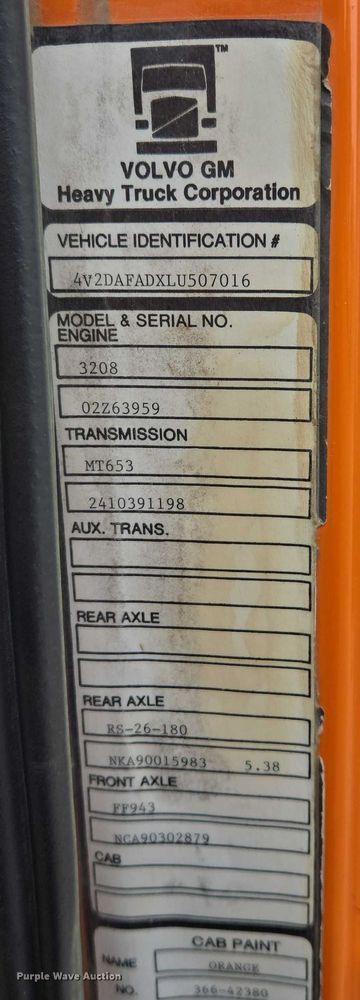 TM
VOLVO GM
Heavy Truck Corporation
VEHICLE IDENTIFICATION #
4V2DAFADXLU507016
MODEL & SERIAL NO.
ENGINE
3208
02Z63959
TRANSMISSION
MT653
2410391198
AUX. TRANS.
REAR AXLE
REAR AXLE
RS-26-180
NKA90015983 5.38
FRONT AXLE
FF943
NCA90302879
CAB
CAB PAINT
NAME ORANGE
NO. 366-42380
Purple Wave Auction